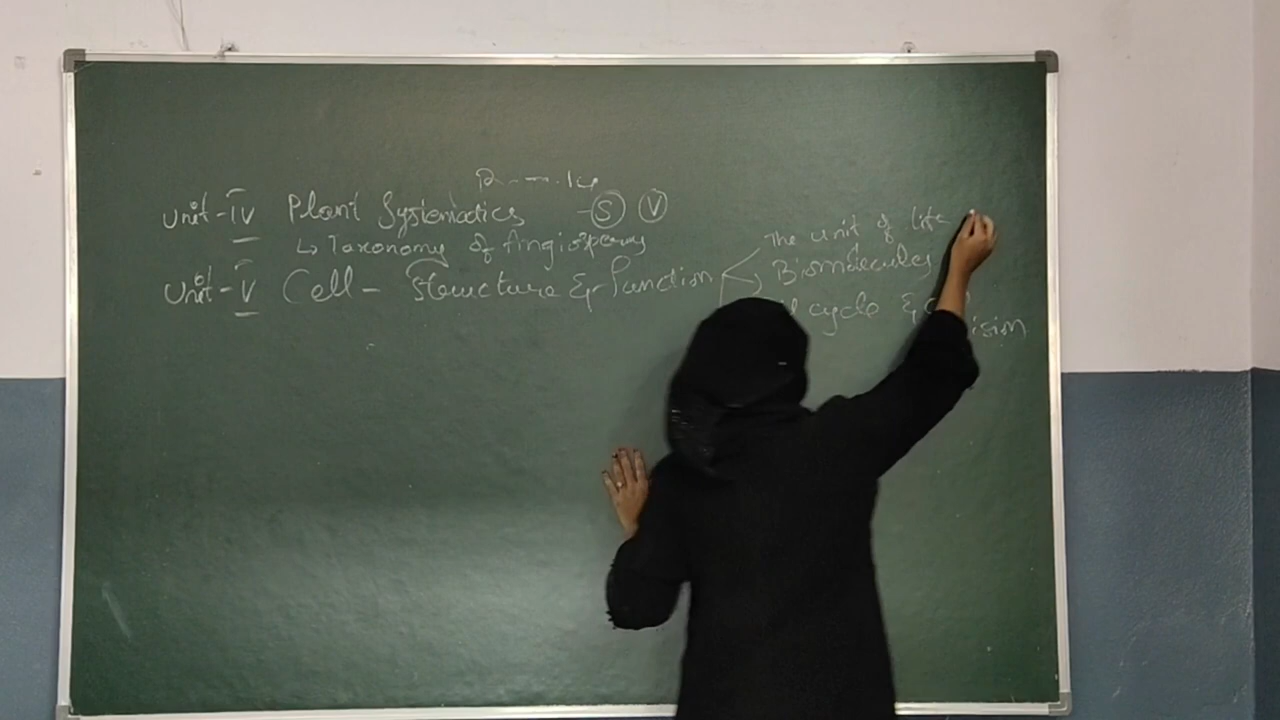 Unit-IV Plant Systematics - S V
↳ Taxonomy of Angiosperms
Unit-V Cell - Structure & Function
The unit of life
Biomolecules
cycle &